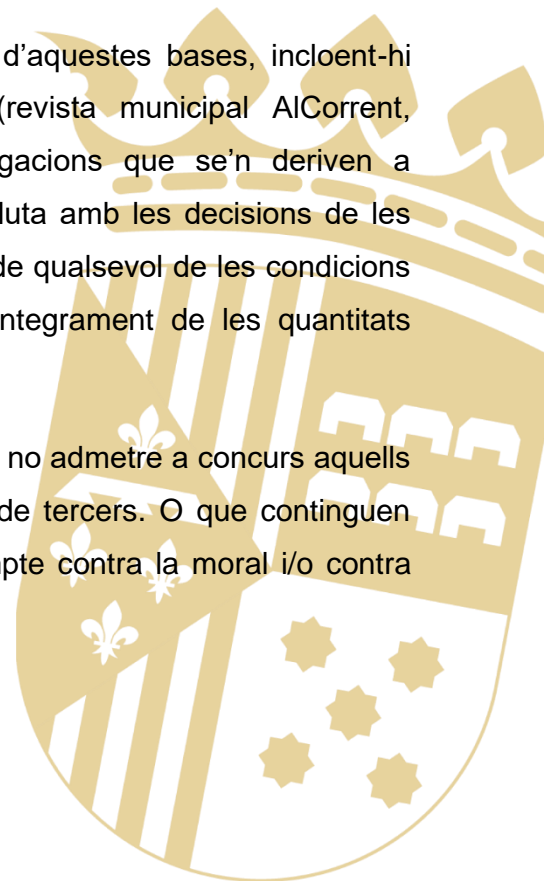 d’aquestes bases, incloent-hi
(revista municipal AlCorrent,
gacions que se’n deriven a
luta amb les decisions de les
de qualsevol de les condicions
integrament de les quantitats
no admetre a concurs aquells
de tercers. O que continguen
pte contra la moral i/o contra